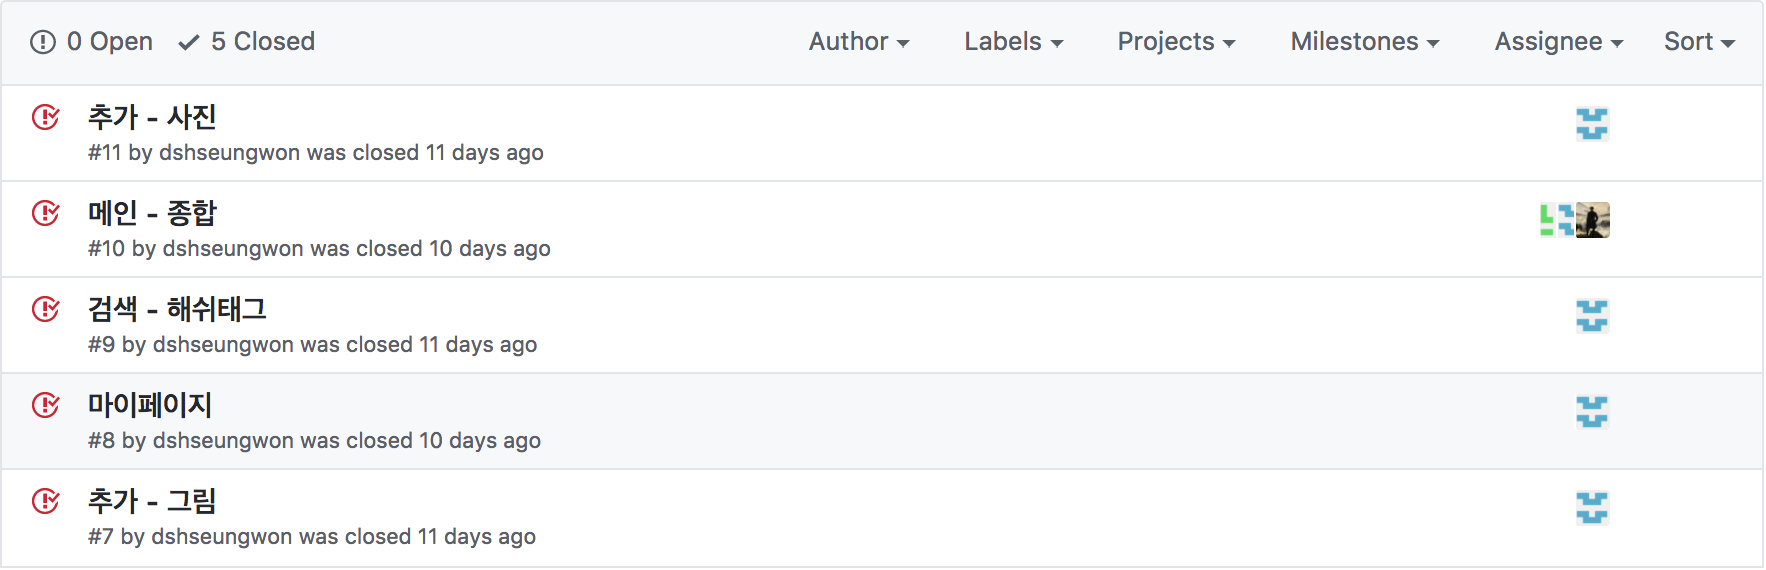 0 Open 5 Closed Author Labels Projects Milestones Assignee Sort
추가 - 사진
#11 by dshseungwon was closed 11 days ago
메인 - 종합
#10 by dshseungwon was closed 10 days ago
검색 - 해쉬태그
#9 by dshseungwon was closed 11 days ago
마이페이지
#8 by dshseungwon was closed 10 days ago
추가 - 그림
#7 by dshseungwon was closed 11 days ago